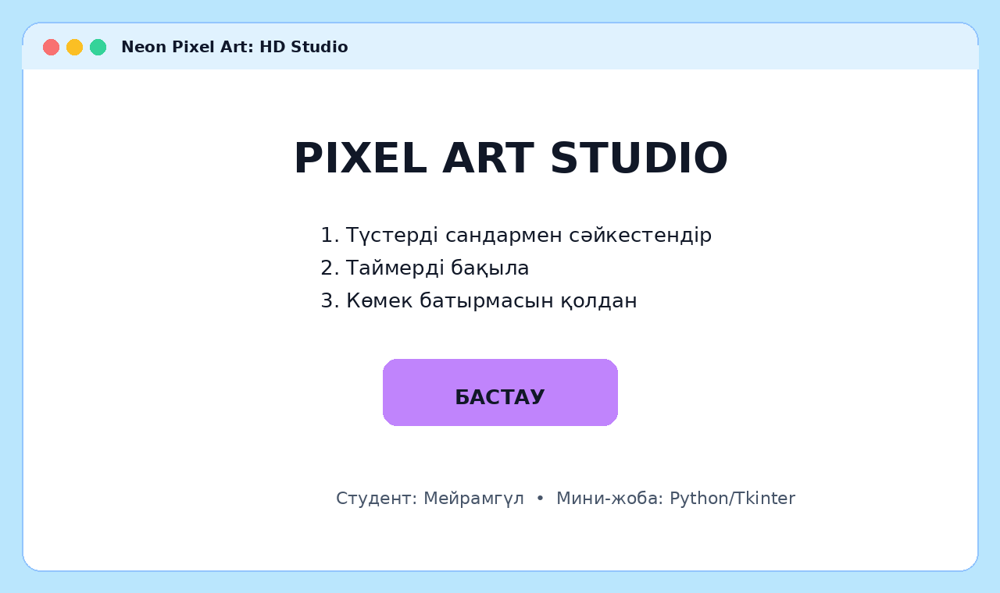 Neon Pixel Art: HD Studio
PIXEL ART STUDIO
1. Түстерді сандармен сәйкестендір
2. Таймерді бақыла
3. Көмек батырмасын қолдан
БАСТАУ
Студент: Мейрамгүл • Мини-жоба: Python/Tkinter